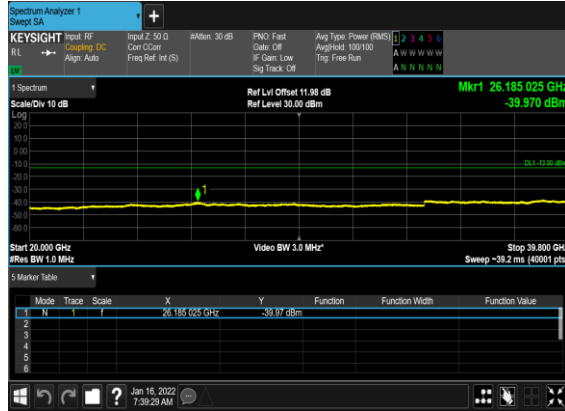 Spectrum Analyzer 1
Swept SA
+
KEYSIGHT Input: RF Input Z: 50 Ω #Atten: 30 dB PNO: Fast Avg Type: Power (RMS) 1 2 3 4 5 6
RL Coupling: DC Corr CCorr Gate: Off Avg|Hold: 100/100 A W W W W W
Align: Auto Freq Ref: Int (S) IF Gain: Low Trig: Free Run
Sig Track: Off A N N N N N
LV
1 Spectrum Ref Lvl Offset 11.98 dB Mkr1 26.185 025 GHz
Scale/Div 10 dB Ref Level 30.00 dBm -39.970 dBm
Log
20.0
10.0
0.00
-10.0 DL1 -13.00 dBm
-20.0
-30.0 1
-40.0
-50.0
-60.0
Start 20.000 GHz Video BW 3.0 MHz* Stop 39.800 GHz
#Res BW 1.0 MHz Sweep ~39.2 ms (40001 pts)
5 Marker Table
Mode Trace Scale X Y Function Function Width Function Value
1 N 1 f 26.185 025 GHz -39.97 dBm
2
3
4
5
6
? Jan 16, 2022
7:39:29 AM